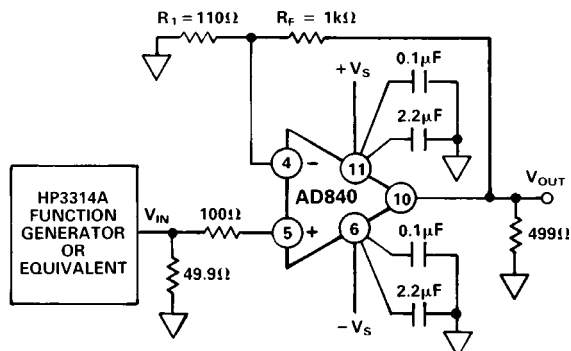 R1 = 110Ω
RF = 1kΩ
+VS
0.1μF
2.2μF
4
−
11
AD840
10
VOUT
HP3314A
FUNCTION
GENERATOR
OR
EQUIVALENT
VIN
100Ω
5
+
6
0.1μF
499Ω
49.9Ω
2.2μF
−VS